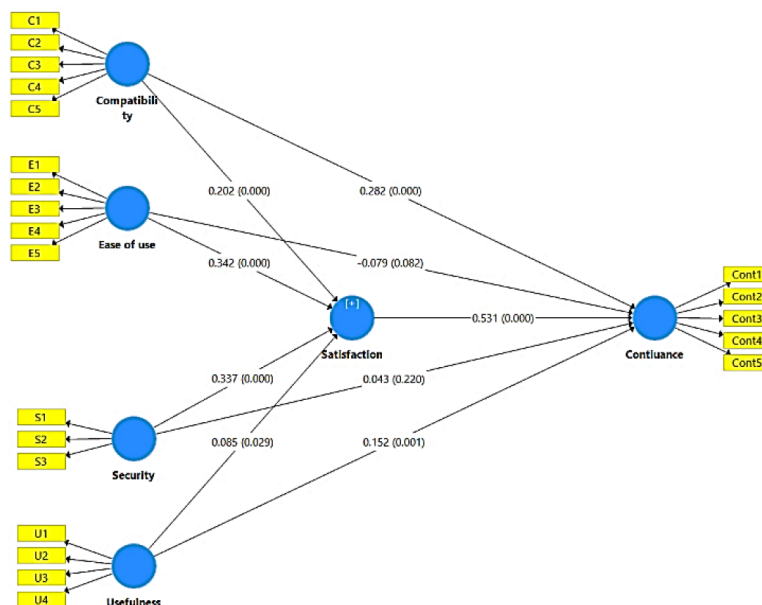 C1
C2
C3
C4
C5
Compatibili
ty
E1
E2
E3
E4
E5
Ease of use
0.202 (0.000)
0.282 (0.000)
0.342 (0.000)
-0.079 (0.082)
[+]
Satisfaction
0.531 (0.000)
Contiuance
Cont1
Cont2
Cont3
Cont4
Cont5
0.337 (0.000)
0.043 (0.220)
S1
S2
S3
Security
0.085 (0.029)
0.152 (0.001)
U1
U2
U3
U4
Usefulness